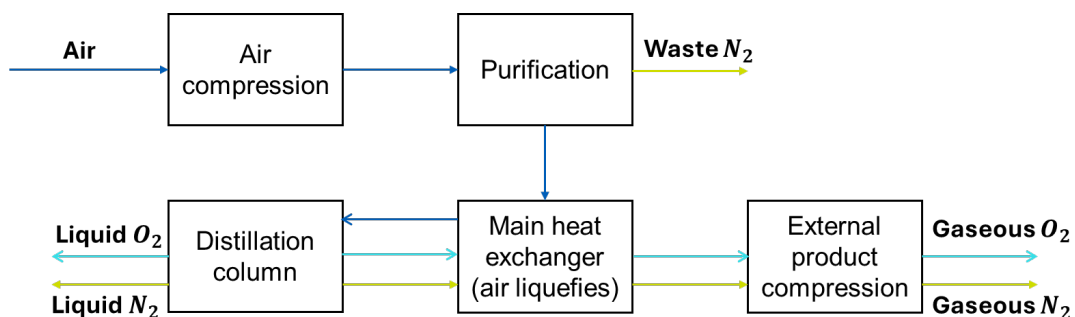 Air
Air
compression
Purification
Waste N₂
Liquid O₂
Liquid N₂
Distillation
column
Main heat
exchanger
(air liquefies)
External
product
compression
Gaseous O₂
Gaseous N₂